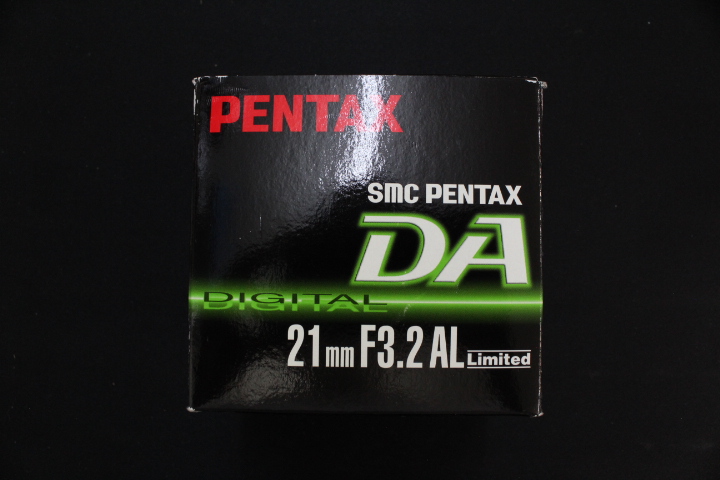 PENTAX
SMC PENTAX
DA
DIGITAL
21mm F3.2 AL Limited